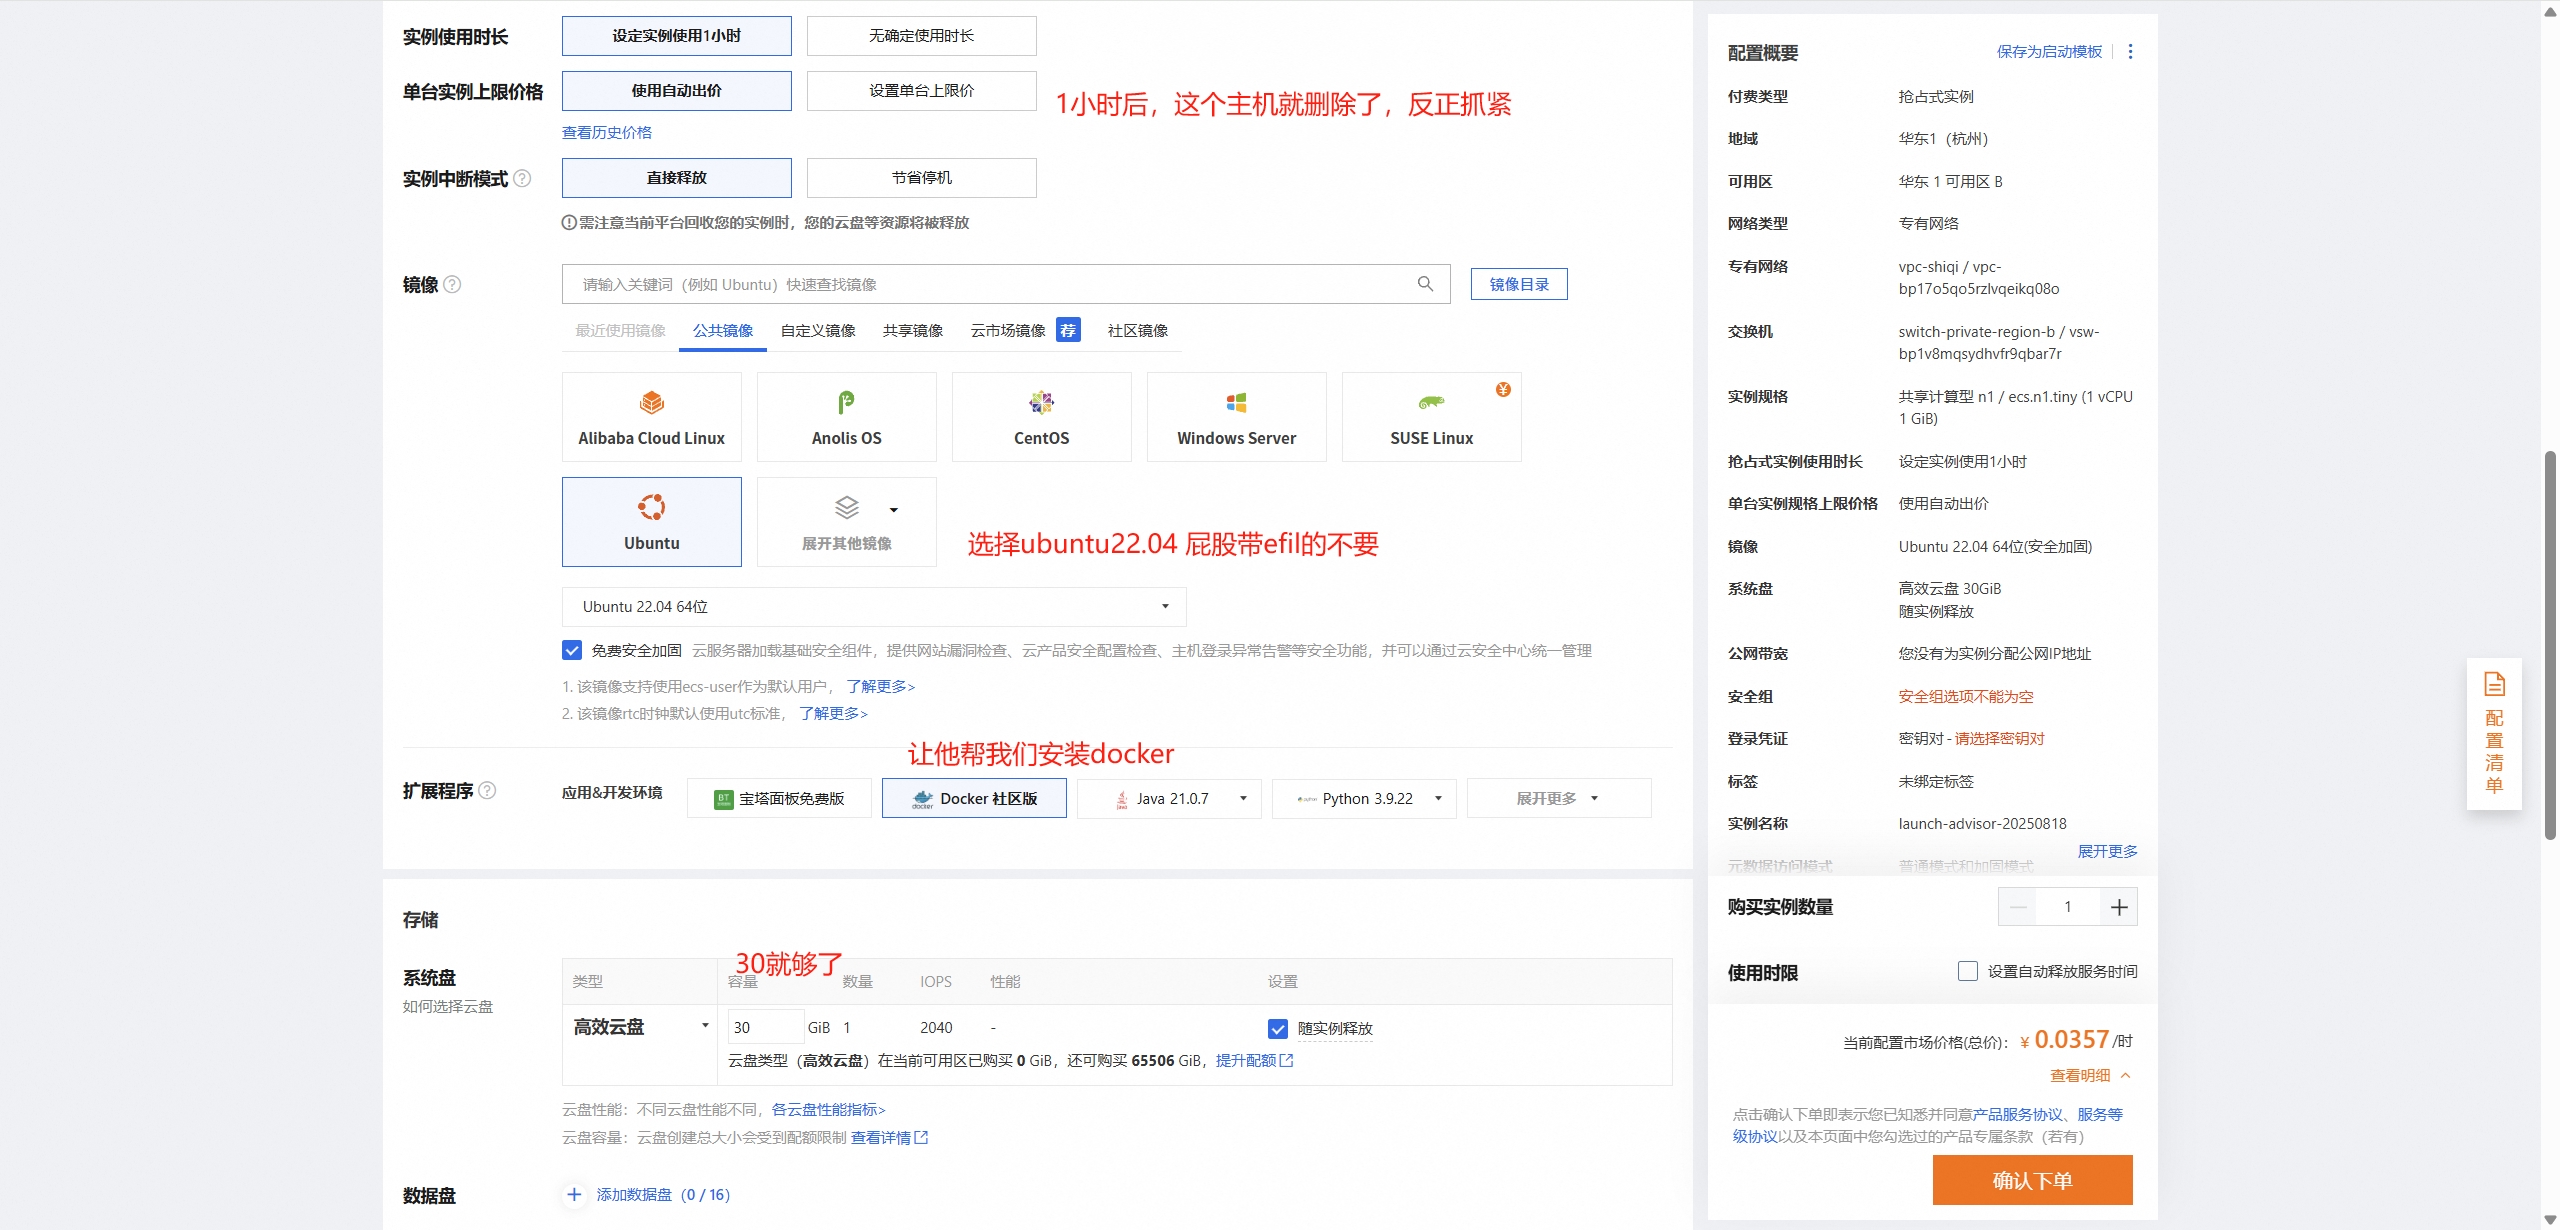 实例使用时长
设定实例使用1小时
无确定使用时长
单台实例上限价格
使用自动出价
设置单台上限价
1小时后，这个主机就删除了，反正抓紧
查看历史价格
实例中断模式
直接释放
节省停机
需注意当前平台回收您的实例时，您的云盘等资源将被释放
镜像
请输入关键词（例如 Ubuntu）快速查找镜像
镜像目录
最近使用镜像
公共镜像
自定义镜像
共享镜像
云市场镜像
荐
社区镜像
Alibaba Cloud Linux
Anolis OS
CentOS
Windows Server
¥
SUSE Linux
Ubuntu
展开其他镜像
选择ubuntu22.04 屁股带efil的不要
Ubuntu 22.04 64位
免费安全加固 云服务器加载基础安全组件，提供网站漏洞检查、云产品安全配置检查、主机登录异常告警等安全功能，并可以通过云安全中心统一管理
1. 该镜像支持使用ecs-user作为默认用户， 了解更多>
2. 该镜像rtc时钟默认使用utc标准， 了解更多>
让他帮我们安装docker
扩展程序
应用&开发环境
宝塔面板免费版
Docker 社区版
Java 21.0.7
Python 3.9.22
展开更多
存储
系统盘
如何选择云盘
30就够了
类型
容量
数量
IOPS
性能
设置
高效云盘
30
GiB
1
2040
-
随实例释放
云盘类型（高效云盘）在当前可用区已购买 0 GiB，还可购买 65506 GiB，提升配额
云盘性能：不同云盘性能不同，各云盘性能指标>
云盘容量：云盘创建总大小会受到配额限制 查看详情
数据盘
添加数据盘（0 / 16）
配置概要
保存为启动模板
付费类型
抢占式实例
地域
华东1（杭州）
可用区
华东 1 可用区 B
网络类型
专有网络
专有网络
vpc-shiqi / vpc-
bp17o5qo5rzlvqeikq08o
交换机
switch-private-region-b / vsw-
bp1v8mqsydhvfr9qbar7r
实例规格
共享计算型 n1 / ecs.n1.tiny (1 vCPU
1 GiB)
抢占式实例使用时长
设定实例使用1小时
单台实例规格上限价格
使用自动出价
镜像
Ubuntu 22.04 64位(安全加固)
系统盘
高效云盘 30GiB
随实例释放
公网带宽
您没有为实例分配公网IP地址
安全组
安全组选项不能为空
登录凭证
密钥对 - 请选择密钥对
标签
未绑定标签
实例名称
launch-advisor-20250818
展开更多
元数据访问模式
普通模式和加固模式
购买实例数量
1
使用时限
设置自动释放服务时间
当前配置市场价格(总价)： ¥ 0.0357 /时
查看明细
点击确认下单即表示您已知悉并同意产品服务协议、服务等
级协议以及本页面中您勾选过的产品专属条款（若有）
确认下单
配置清单